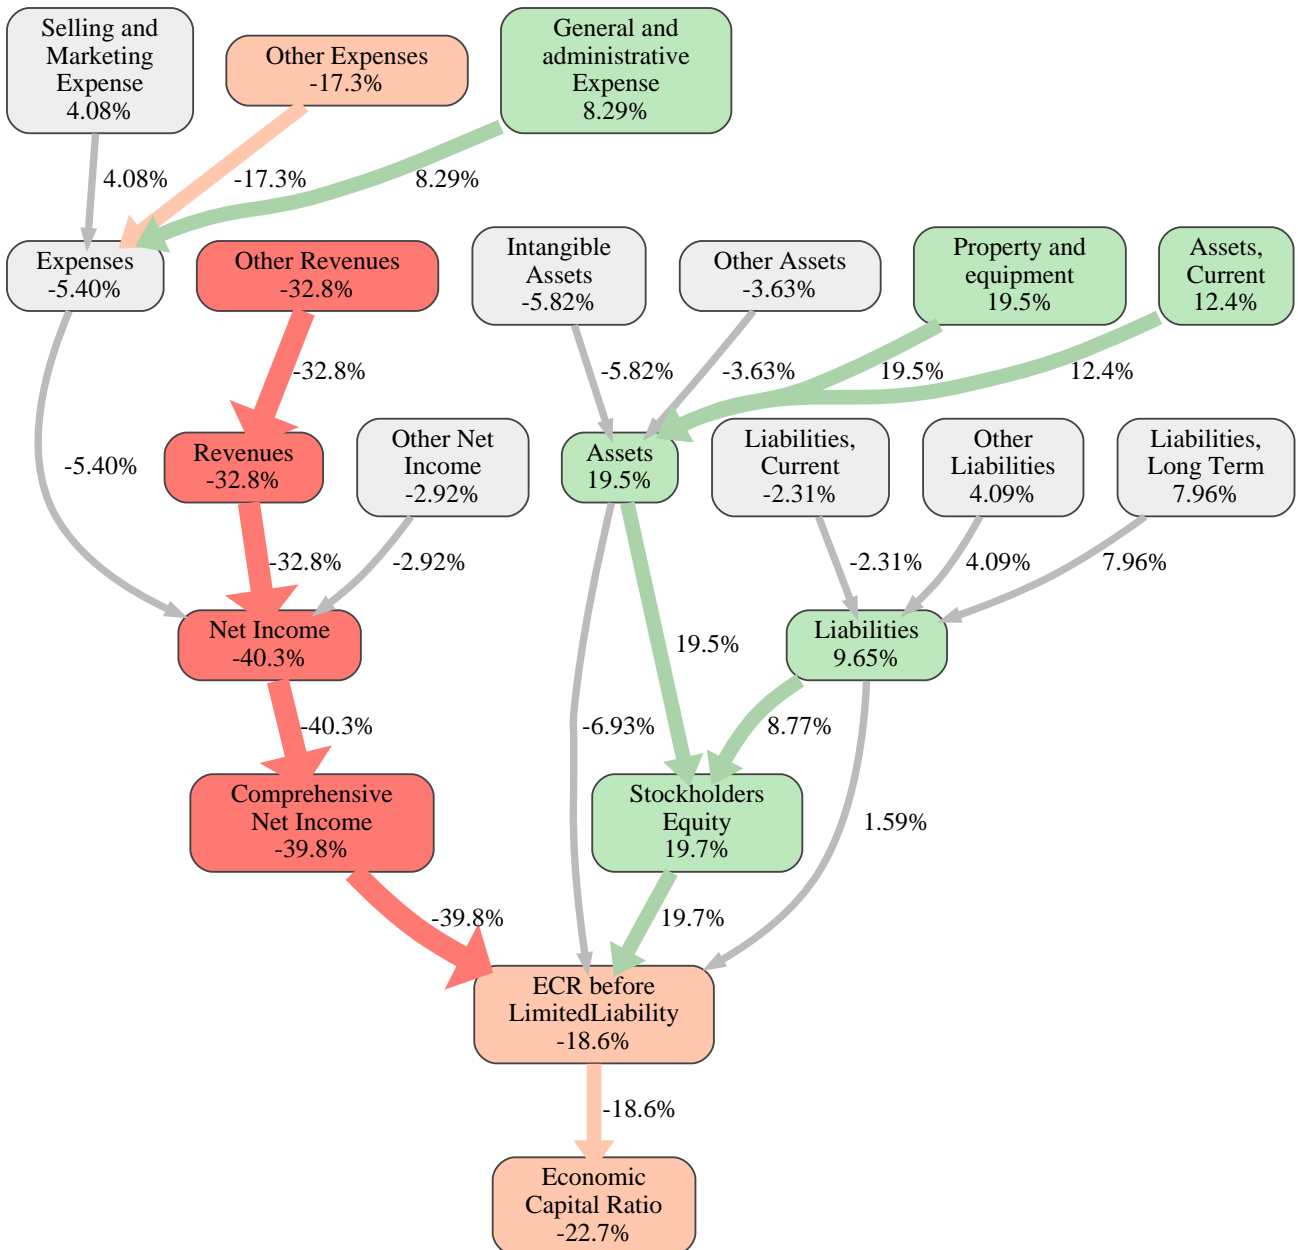 Selling and
Marketing
Expense
4.08%
Other Expenses
-17.3%
General and
administrative
Expense
8.29%
4.08%
-17.3%
8.29%
Expenses
-5.40%
Other Revenues
-32.8%
Intangible
Assets
-5.82%
Other Assets
-3.63%
Property and
equipment
19.5%
Assets,
Current
12.4%
-32.8%
-5.82%
-3.63%
19.5%
12.4%
-5.40%
Revenues
-32.8%
Other Net
Income
-2.92%
Assets
19.5%
Liabilities,
Current
-2.31%
Other
Liabilities
4.09%
Liabilities,
Long Term
7.96%
-32.8%
-2.92%
-2.31%
4.09%
7.96%
Net Income
-40.3%
19.5%
Liabilities
9.65%
-40.3%
-6.93%
8.77%
Comprehensive
Net Income
-39.8%
Stockholders
Equity
19.7%
1.59%
-39.8%
19.7%
ECR before
LimitedLiability
-18.6%
-18.6%
Economic
Capital Ratio
-22.7%